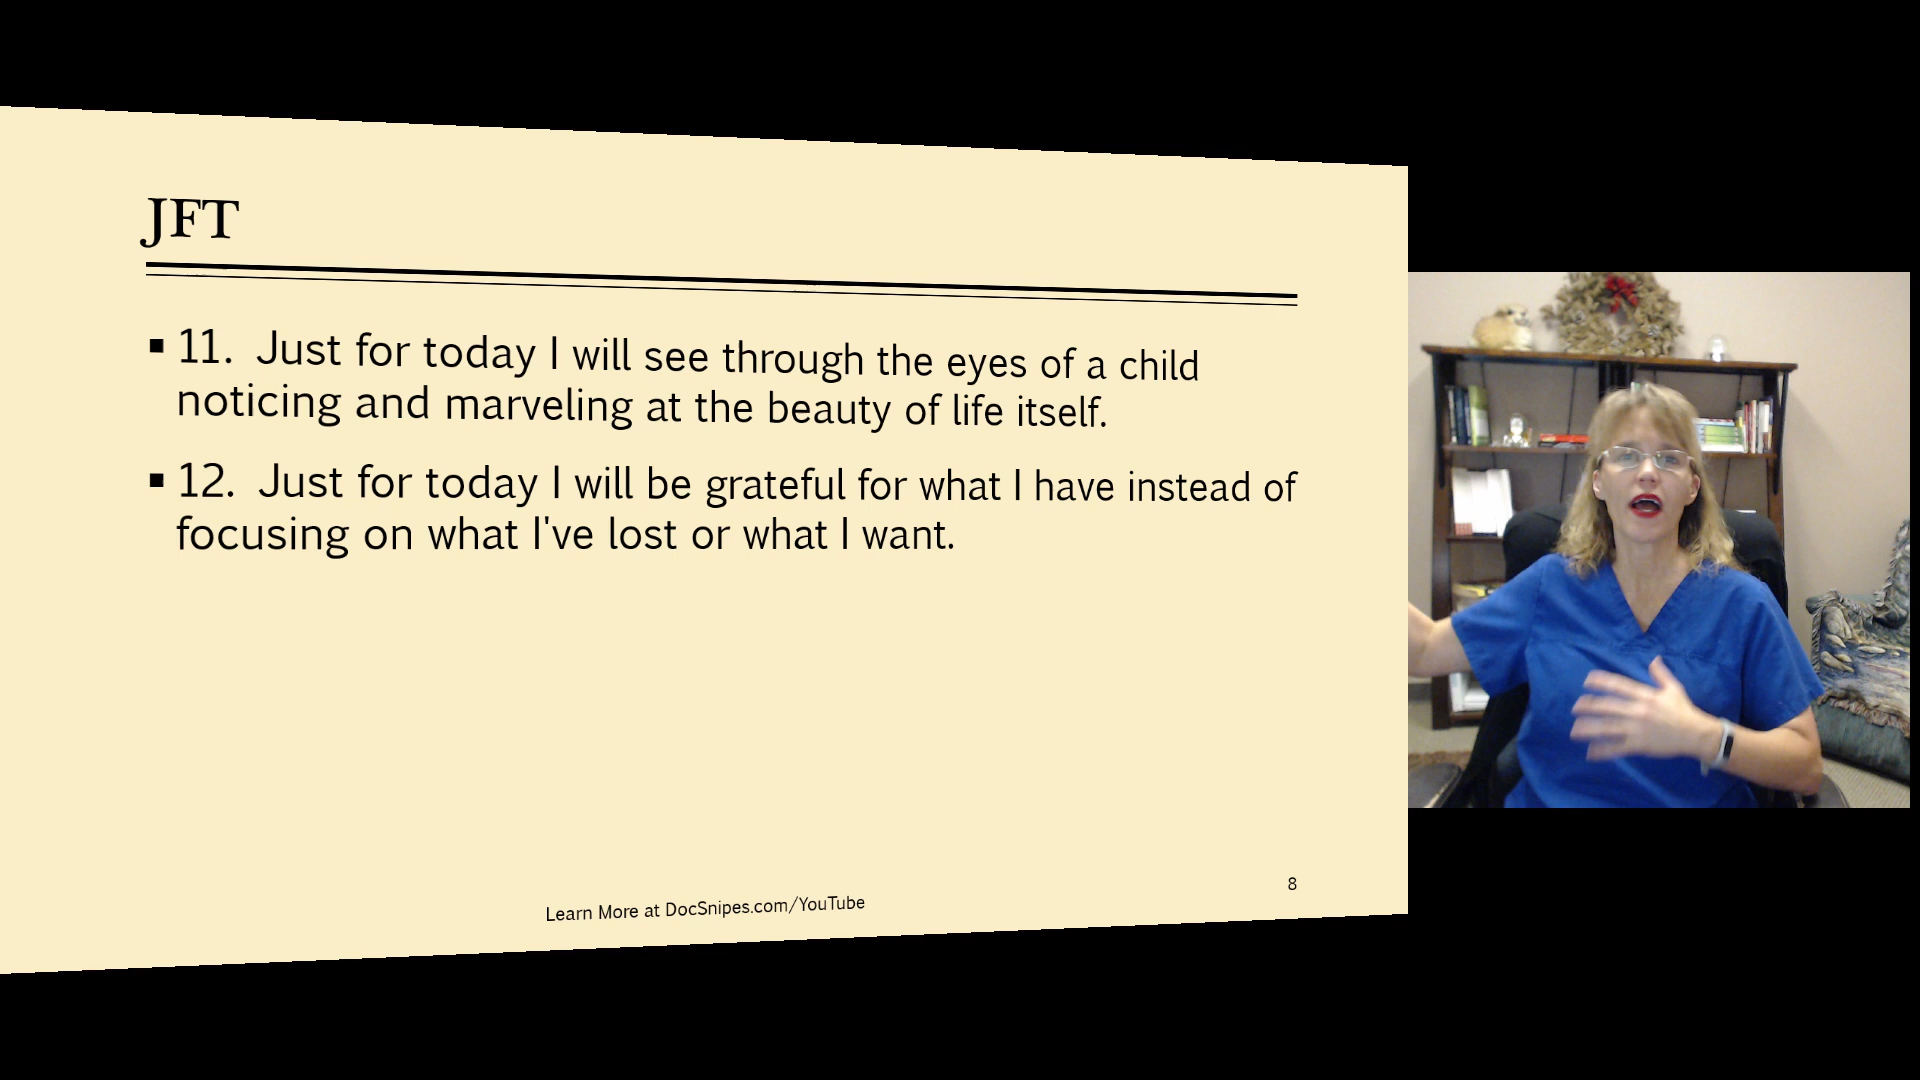 JFT
▪ 11.  Just for today I will see through the eyes of a child
noticing and marveling at the beauty of life itself.
▪ 12.  Just for today I will be grateful for what I have instead of
focusing on what I've lost or what I want.
8
Learn More at DocSnipes.com/YouTube